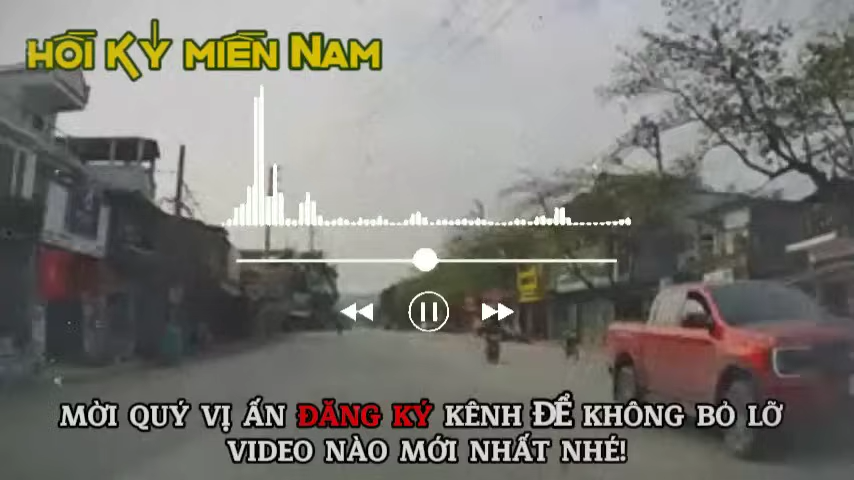 HỒI KÝ MIỀN NAM
MỜI QUÝ VỊ ẤN ĐĂNG KÝ KÊNH ĐỂ KHÔNG BỎ LỠ
VIDEO NÀO MỚI NHẤT NHÉ!